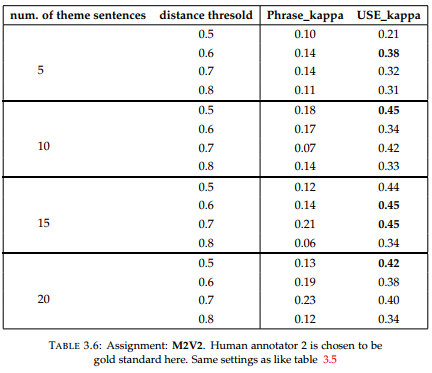 num. of theme sentences distance thresold Phrase_kappa USE_kappa
0.5 0.10 0.21
0.6 0.14 0.38
5
0.7 0.14 0.32
0.8 0.11 0.31
0.5 0.18 0.45
0.6 0.17 0.34
10
0.7 0.07 0.42
0.8 0.14 0.33
0.5 0.12 0.44
0.6 0.14 0.45
15
0.7 0.21 0.45
0.8 0.06 0.34
0.5 0.13 0.42
0.6 0.19 0.38
20
0.7 0.23 0.40
0.8 0.12 0.34
TABLE 3.6: Assignment: M2V2. Human annotator 2 is chosen to be
gold standard here. Same settings as like table 3.5